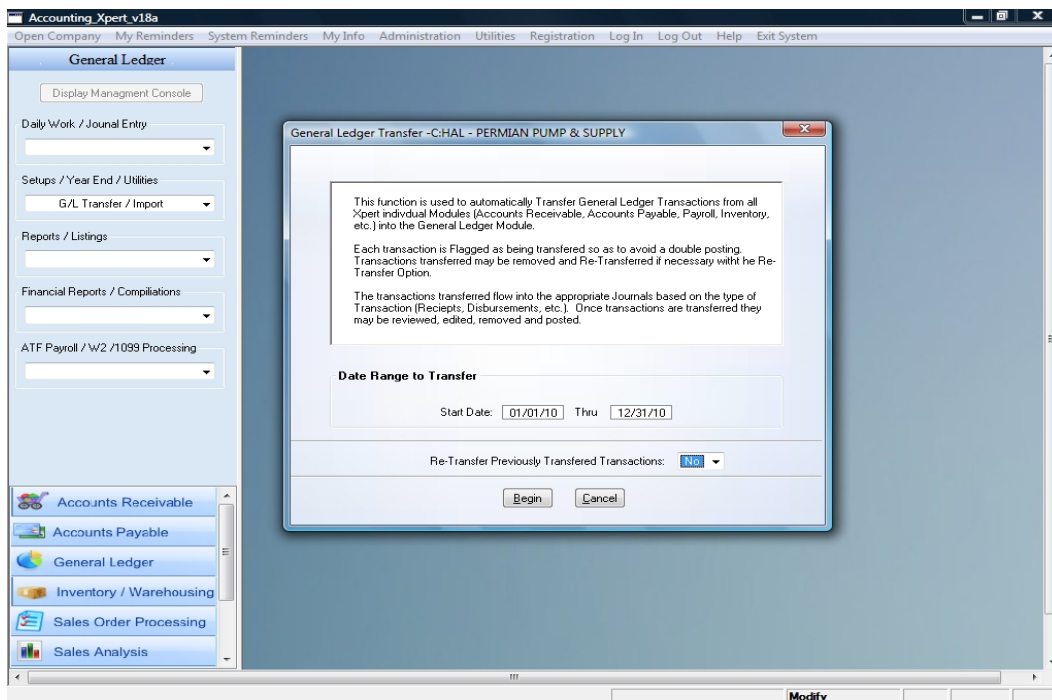 Accounting_Xpert_v18a
Open Company My Reminders System Reminders My Info Administration Utilities Registration Log In Log Out Help Exit System
General Ledger
Display Managment Console
Daily Work / Jounal Entry
Setups / Year End / Utilities
G/L Transfer / Import
Reports / Listings
Financial Reports / Compiliations
ATF Payroll / W2 /1099 Processing
Accounts Receivable
Accounts Payable
General Ledger
Inventory / Warehousing
Sales Order Processing
Sales Analysis
General Ledger Transfer -C:HAL - PERMIAN PUMP & SUPPLY
This function is used to automatically Transfer General Ledger Transactions from all
Xpert indivdual Modules (Accounts Receivable, Accounts Payable, Payroll, Inventory,
etc.) into the General Ledger Module.
Each transaction is Flagged as being transfered so as to avoid a double posting.
Transactions transferred may be removed and Re-Transferred if necessary witht he Re-
Transfer Option.
The transactions transferred flow into the appropriate Journals based on the type of
Transaction (Reciepts, Disbursements, etc.). Once transactions are transferred they
may be reviewed, edited, removed and posted.
Date Range to Transfer
Start Date: 01/01/10 Thru 12/31/10
Re-Transfer Previously Transfered Transactions: No
Begin Cancel
Modify